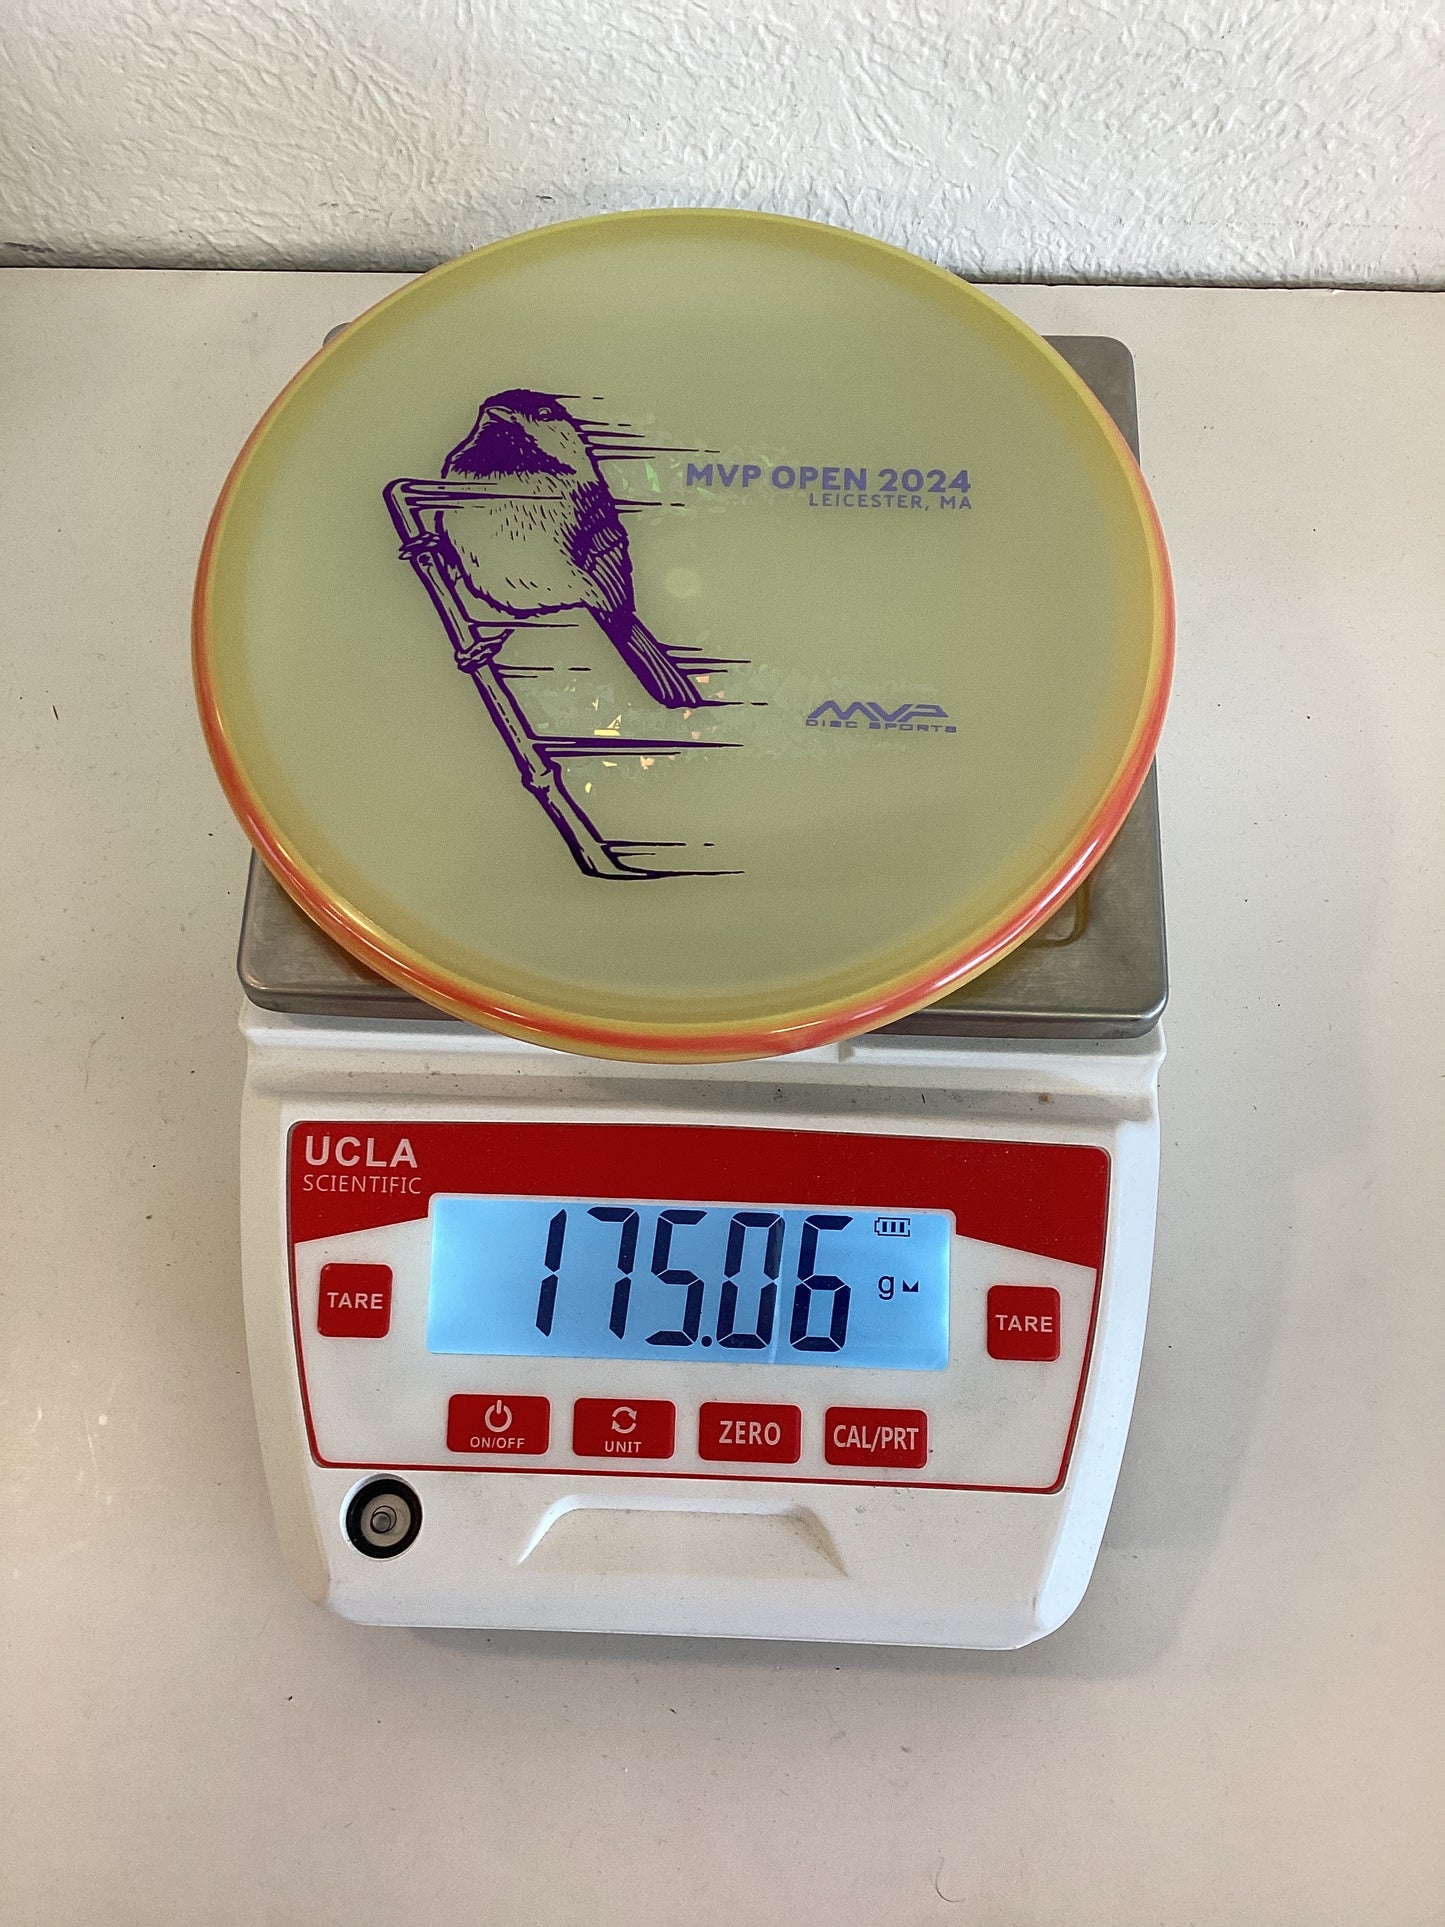 MVP OPEN 2024
LEICESTER, MA
MVP
DISC SPORTS
UCLA
SCIENTIFIC
175.06 g
TARE
TARE
ON/OFF
UNIT
ZERO
CAL/PRT